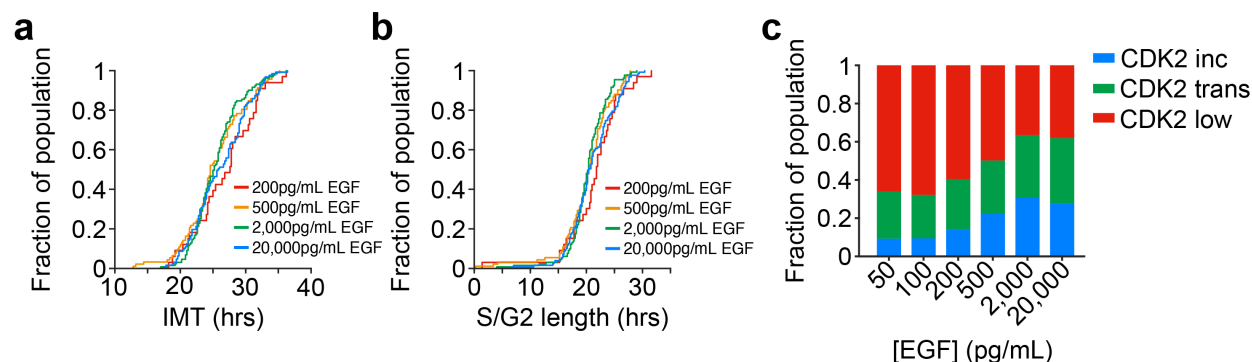 a
Fraction of population
1
0.8
0.6
0.4
0.2
0
10
20
30
40
IMT (hrs)
200pg/mL EGF
500pg/mL EGF
2,000pg/mL EGF
20,000pg/mL EGF
b
Fraction of population
1
0.8
0.6
0.4
0.2
0
0
10
20
30
S/G2 length (hrs)
200pg/mL EGF
500pg/mL EGF
2,000pg/mL EGF
20,000pg/mL EGF
c
Fraction of population
1
0.8
0.6
0.4
0.2
0
50
100
200
500
2,000
20,000
[EGF] (pg/mL)
CDK2 inc
CDK2 trans
CDK2 low